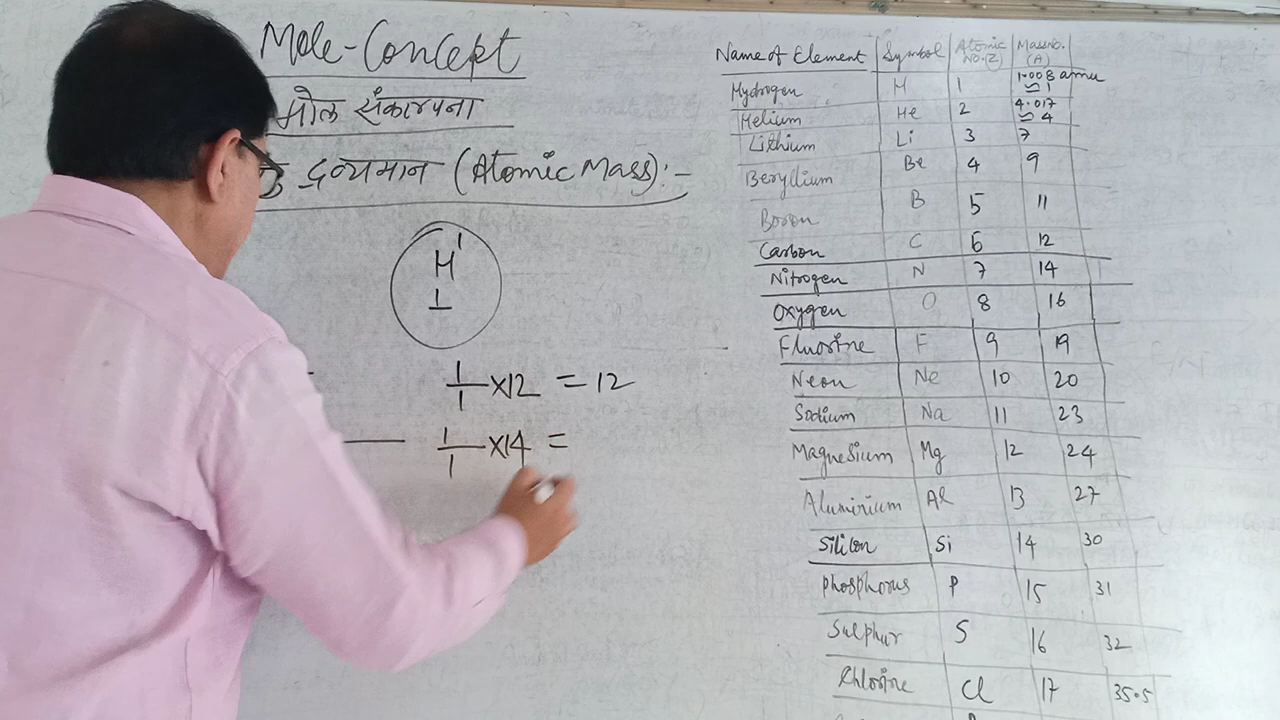 Mole-Concept
मोल संकल्पना
द्रव्यमान (Atomic Mass):-
H 1
1
1/1 ×12 = 12
1/1 ×14 =
Name of Element Symbol Atomic No.(Z) Mass No. (A)
Hydrogen H 1 1.008 amu ≃ 1
Helium He 2 4.017 ≃ 4
Lithium Li 3 7
Beryllium Be 4 9
Boron B 5 11
Carbon C 6 12
Nitrogen N 7 14
Oxygen O 8 16
Fluorine F 9 19
Neon Ne 10 20
Sodium Na 11 23
Magnesium Mg 12 24
Aluminium Al 13 27
Silicon Si 14 30
Phosphorus P 15 31
Sulphur S 16 32
Chlorine Cl 17 35.5